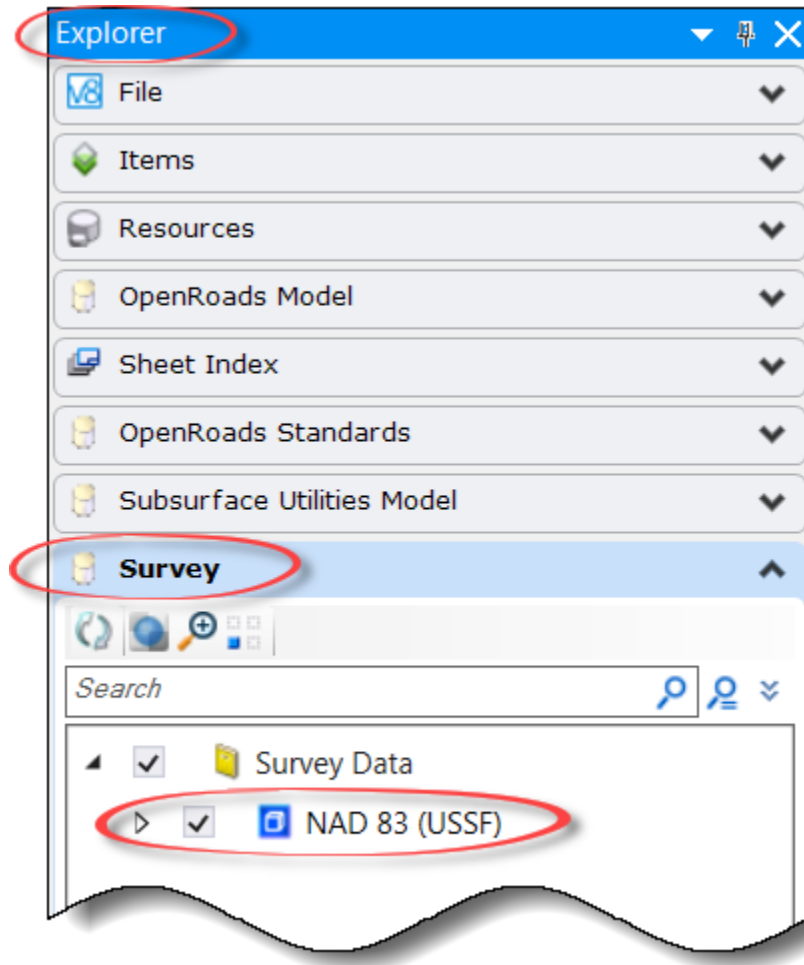 Explorer
V8 File
Items
Resources
OpenRoads Model
Sheet Index
OpenRoads Standards
Subsurface Utilities Model
Survey
Search
Survey Data
NAD 83 (USSF)